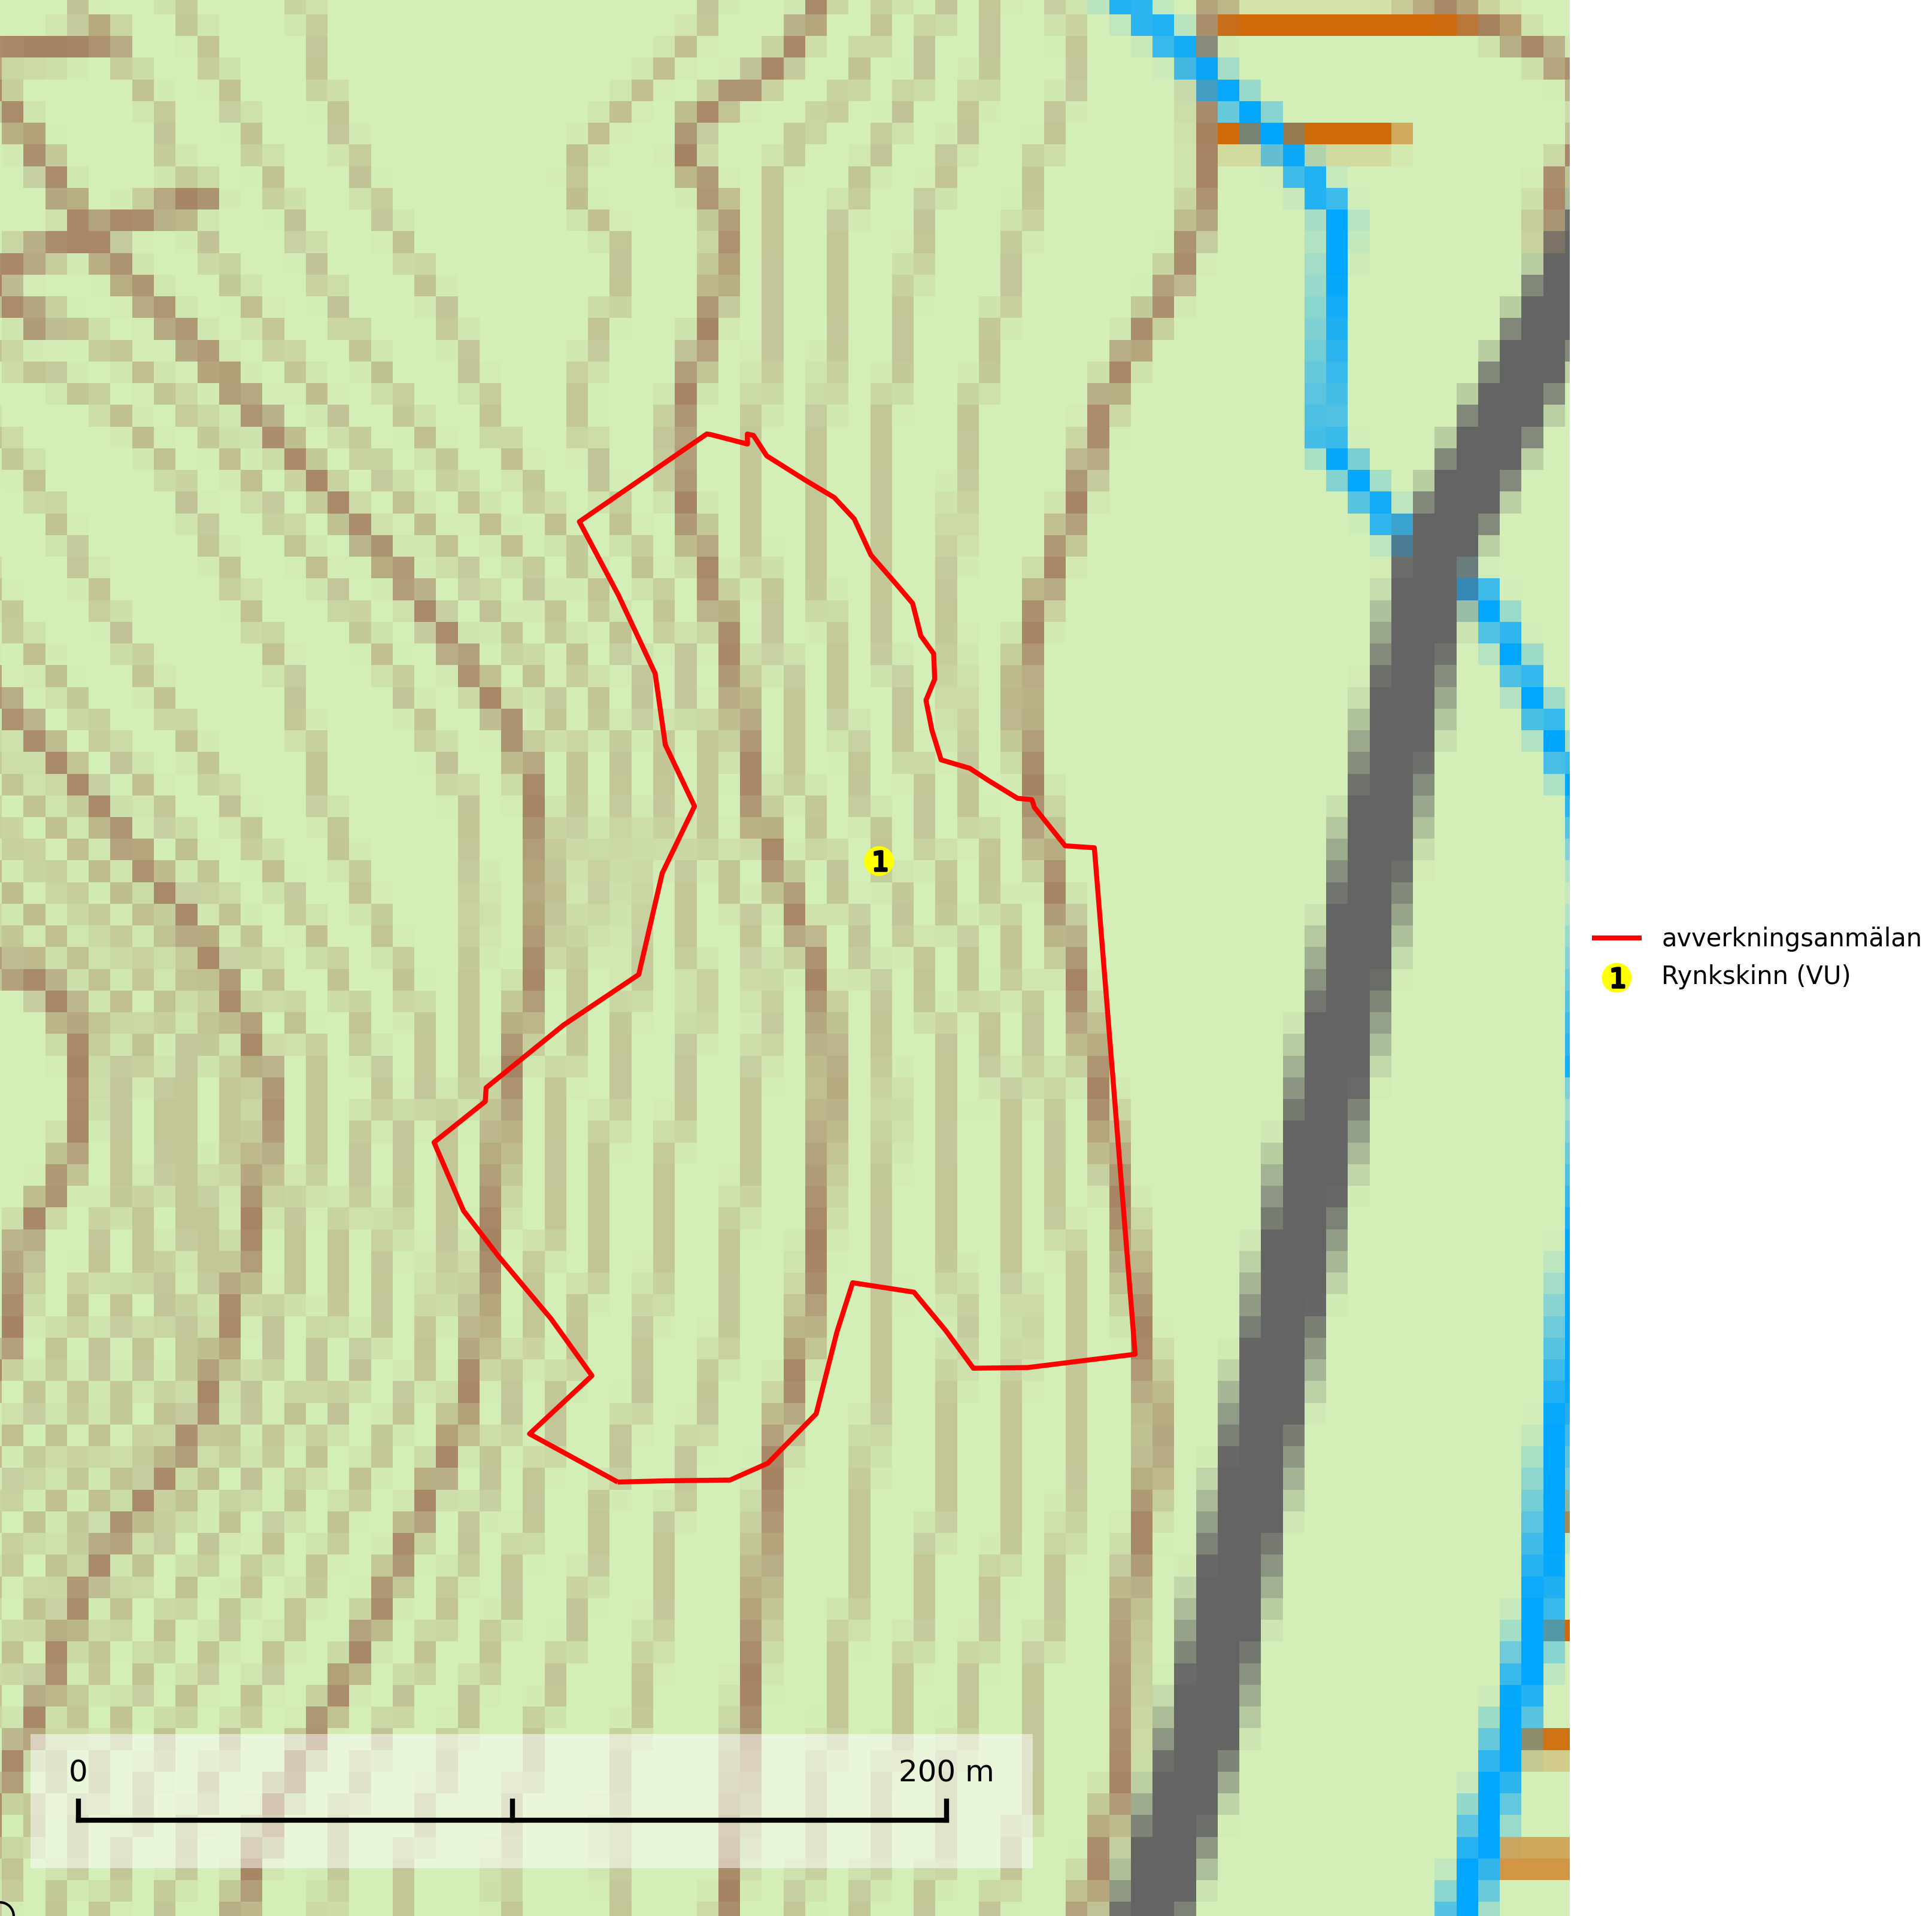 1
avverkningsanmälan
1 Rynkskinn (VU)
0 200 m